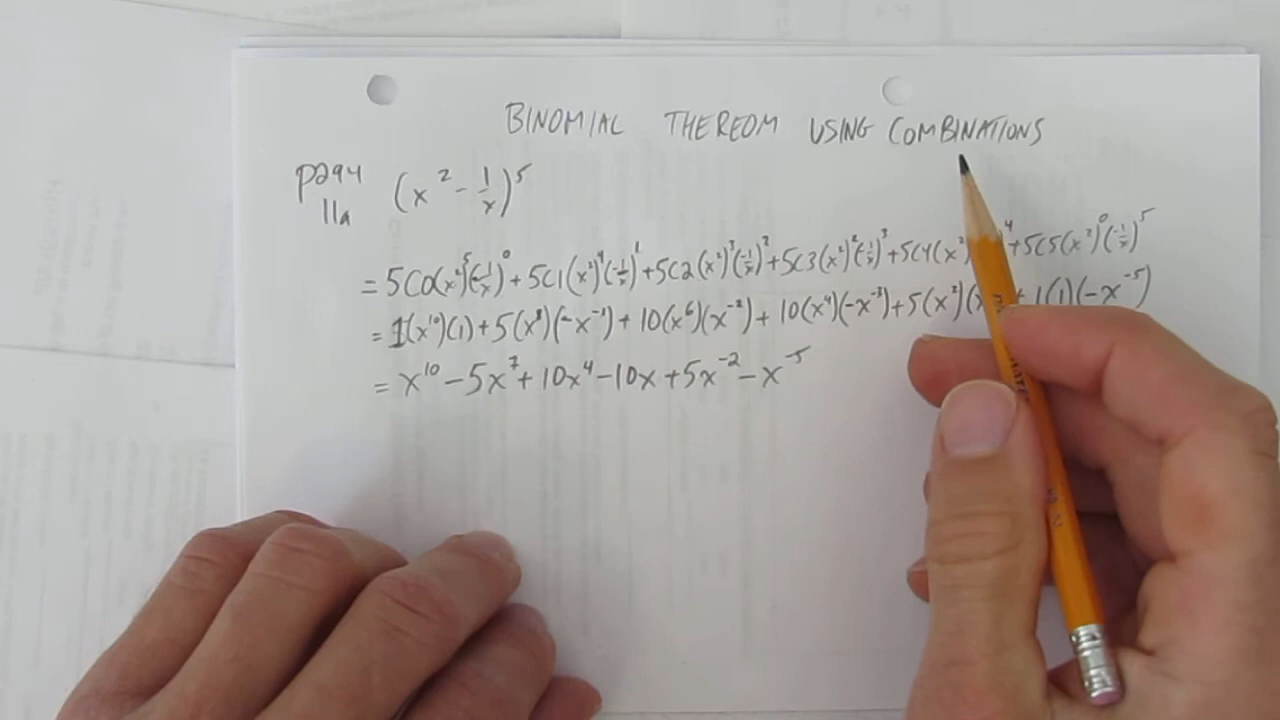 BINOMIAL THEREOM USING COMBINATIONS
p294 (x² - 1/x)⁵
11a
= 5C0(x²)⁵(-1/x)⁰ + 5C1(x²)⁴(-1/x)¹ + 5C2(x²)³(-1/x)² + 5C3(x²)²(-1/x)³ + 5C4(x² ⁴ + 5C5(x²)⁰(-1/x)⁵
= 1(x¹⁰)(1) + 5(x⁸)(-x⁻¹) + 10(x⁶)(x⁻²) + 10(x⁴)(-x⁻³) + 5(x²)(x + 1(1)(-x⁻⁵)
= x¹⁰ - 5x⁷ + 10x⁴ - 10x + 5x⁻² - x⁻⁵